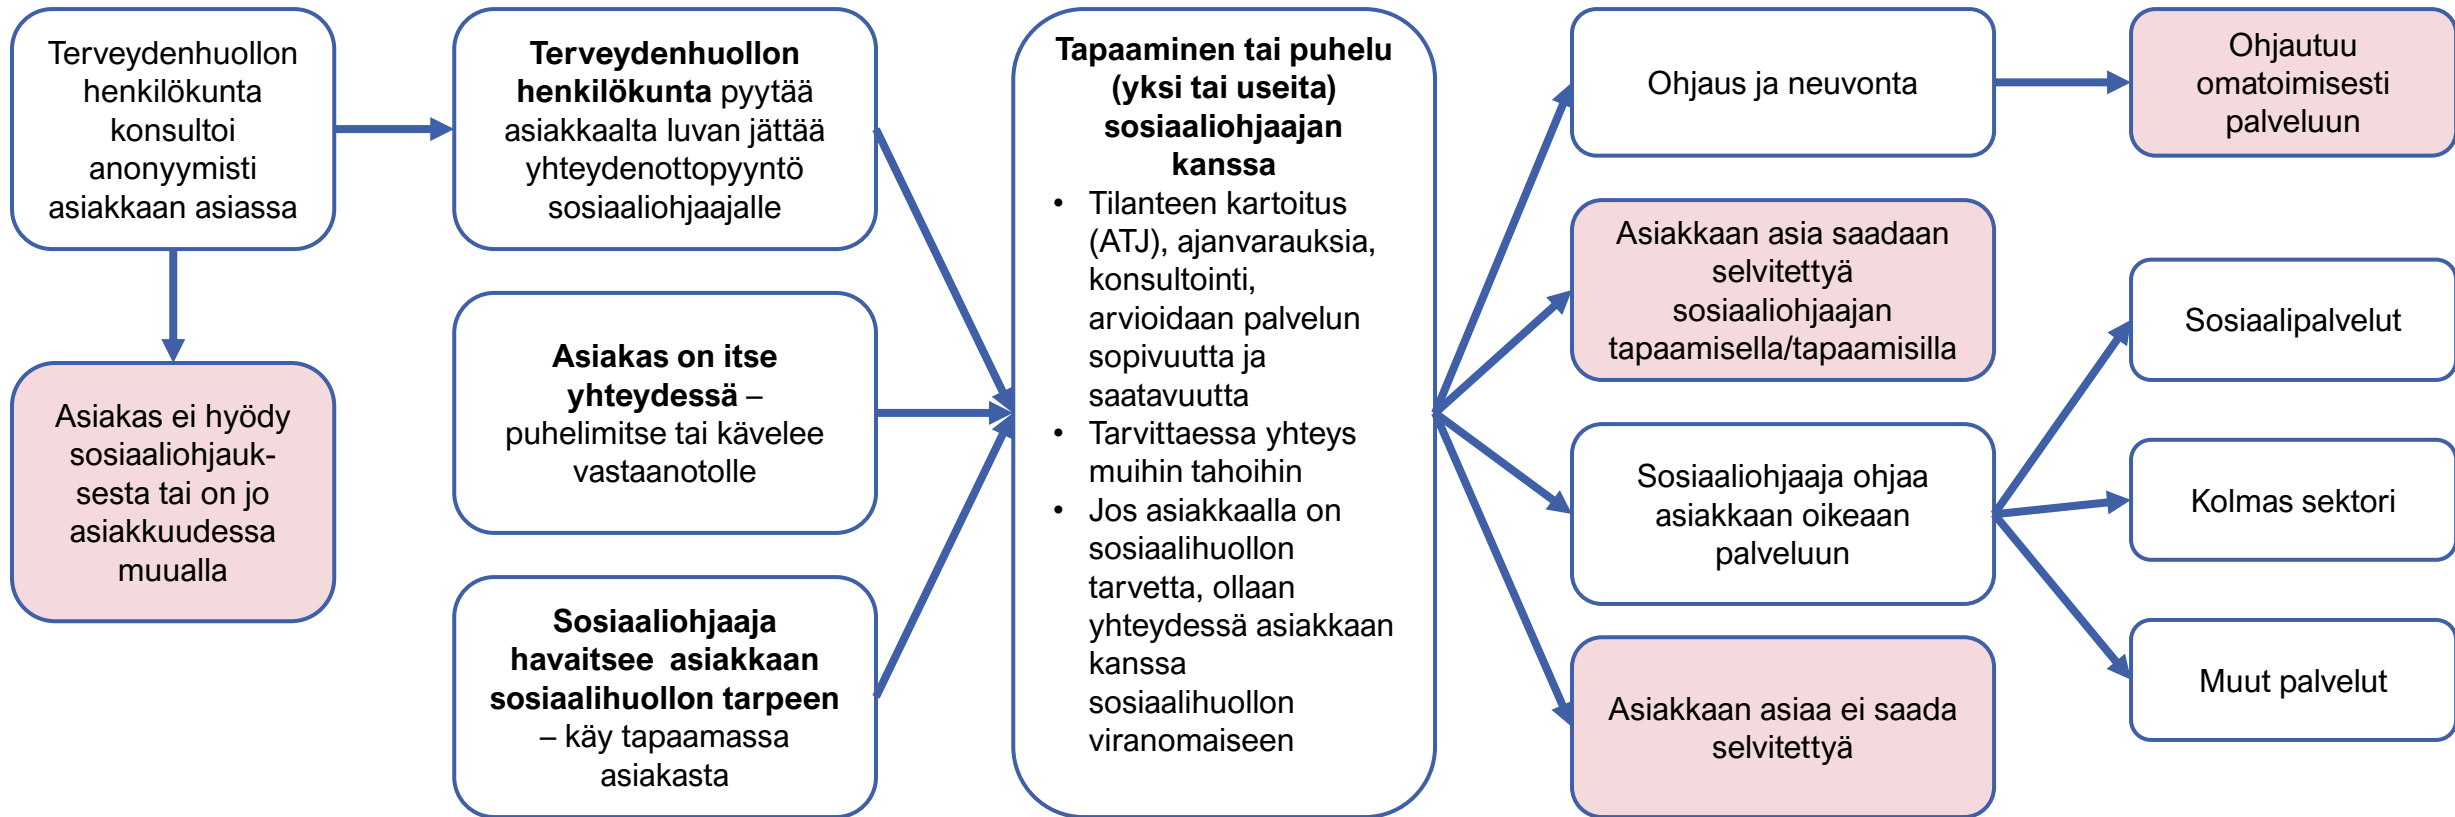 Terveydenhuollon
henkilökunta
konsultoi
anonyymisti
asiakkaan asiassa
Asiakas ei hyödy
sosiaaliohjauk-
sesta tai on jo
asiakkuudessa
muualla
Terveydenhuollon
henkilökunta pyytää
asiakkaalta luvan jättää
yhteydenottopyyntö
sosiaaliohjaajalle
Asiakas on itse
yhteydessä –
puhelimitse tai kävelee
vastaanotolle
Sosiaaliohjaaja
havaitsee  asiakkaan
sosiaalihuollon tarpeen
– käy tapaamassa
asiakasta
Tapaaminen tai puhelu
(yksi tai useita)
sosiaaliohjaajan
kanssa
• Tilanteen kartoitus
(ATJ), ajanvarauksia,
konsultointi,
arvioidaan palvelun
sopivuutta ja
saatavuutta
• Tarvittaessa yhteys
muihin tahoihin
• Jos asiakkaalla on
sosiaalihuollon
tarvetta, ollaan
yhteydessä asiakkaan
kanssa
sosiaalihuollon
viranomaiseen
Ohjaus ja neuvonta
Asiakkaan asia saadaan
selvitettyä
sosiaaliohjaajan
tapaamisella/tapaamisilla
Sosiaaliohjaaja ohjaa
asiakkaan oikeaan
palveluun
Asiakkaan asiaa ei saada
selvitettyä
Ohjautuu
omatoimisesti
palveluun
Sosiaalipalvelut
Kolmas sektori
Muut palvelut